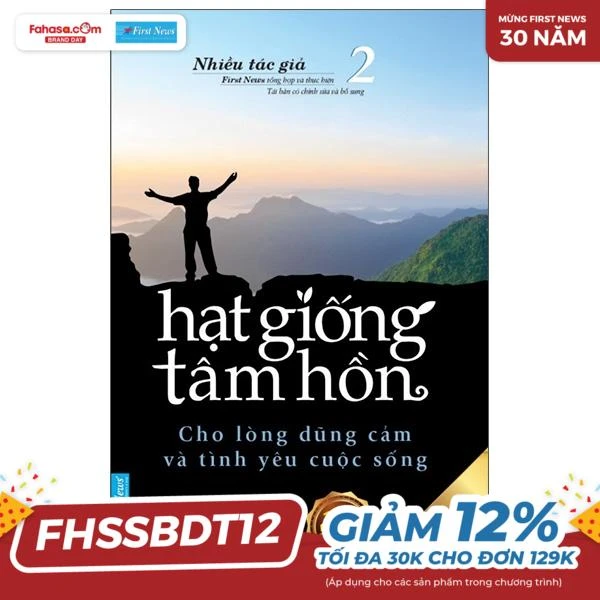 Fahasa.com
BRAND DAY
First News
MỪNG FIRST NEWS
30 NĂM
Nhiều tác giả
2
First News tổng hợp và thực hiện
Tái bản có chỉnh sửa và bổ sung
hạt giống
tâm hồn
Cho lòng dũng cảm
và tình yêu cuộc sống
News
FHSSBDT12
GIẢM 12%
TỐI ĐA 30K CHO ĐƠN 129K
(Áp dụng cho các sản phẩm trong chương trình)